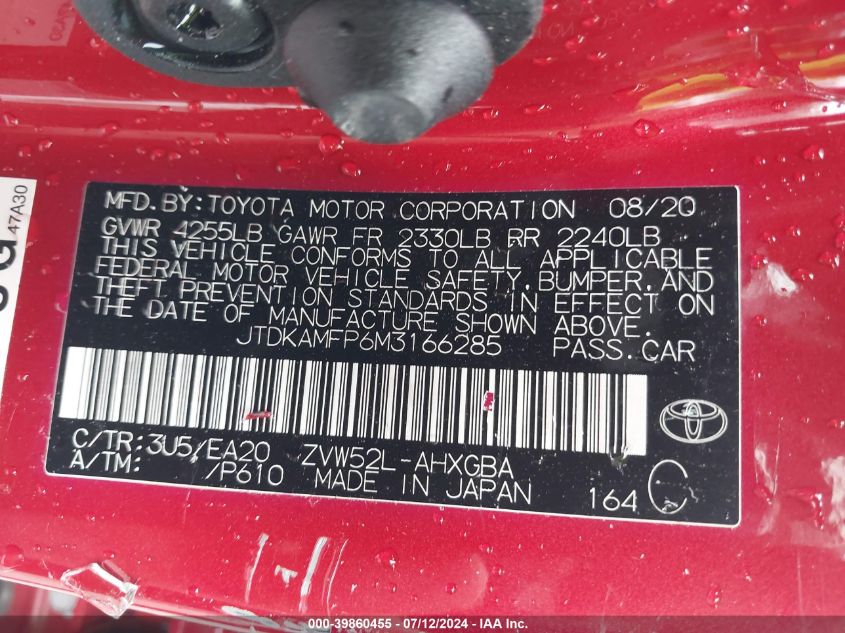 47A30
MFD.BY:TOYOTA MOTOR CORPORATION 08/20
GVWR 4255LB GAWR FR 2330LB RR 2240LB
THIS VEHICLE CONFORMS TO ALL APPLICABLE
FEDERAL MOTOR VEHICLE SAFETY,BUMPER,AND
THEFT PREVENTION STANDARDS IN EFFECT ON
THE DATE OF MANUFACTURE SHOWN ABOVE.
JTDKAMFP6M3166285 PASS.CAR
C/TR:3U5/EA20 ZVW52L-AHXGBA
A/TM: /P610 MADE IN JAPAN 164 C
000-39860455 - 07/12/2024 - IAA Inc.